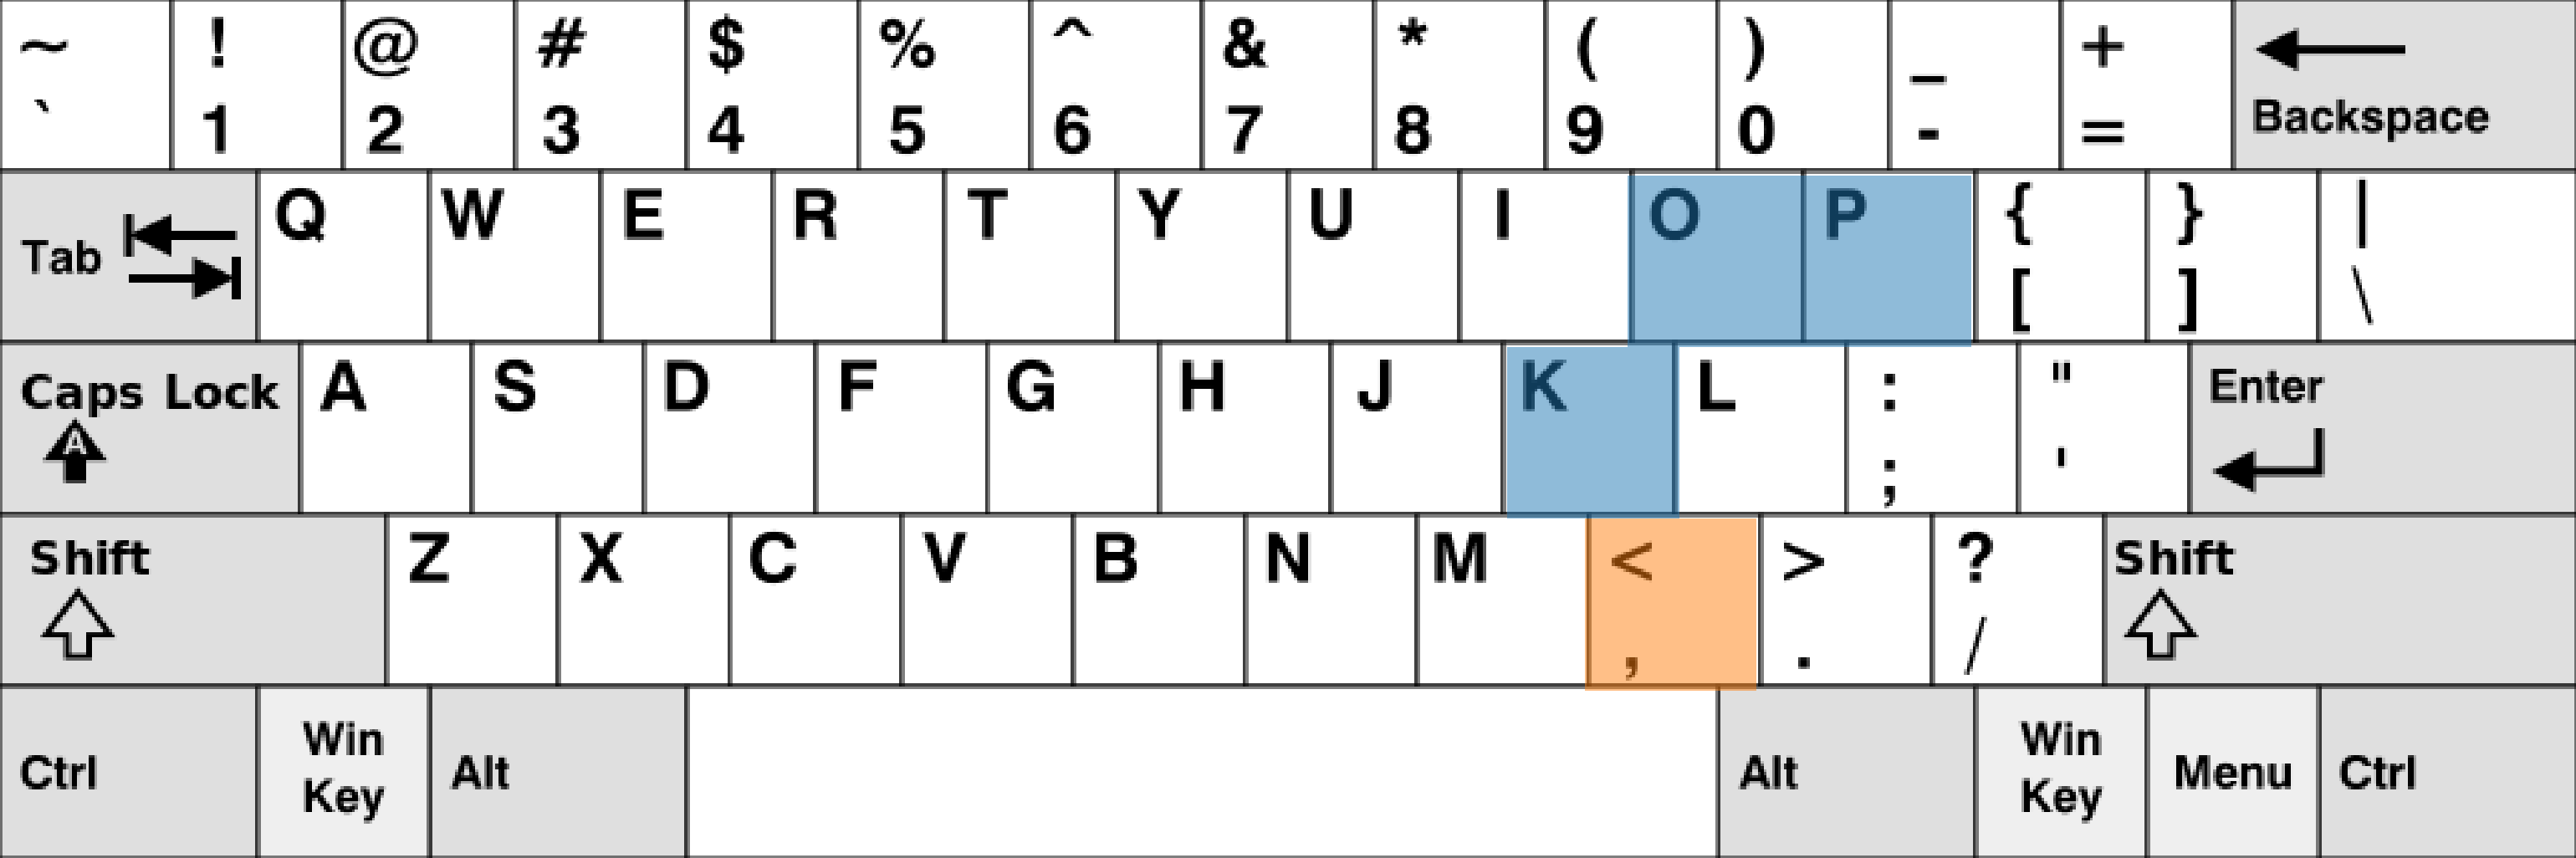 ~ ! @ # $ % ^ & * ( ) _ +
` 1 2 3 4 5 6 7 8 9 0 - = Backspace
Tab Q W E R T Y U I O P { } |
[ ] \
Caps Lock A S D F G H J K L : " Enter
A ; '
Shift Z X C V B N M < > ? Shift
, . /
Ctrl Win Key Alt Alt Win Key Menu Ctrl